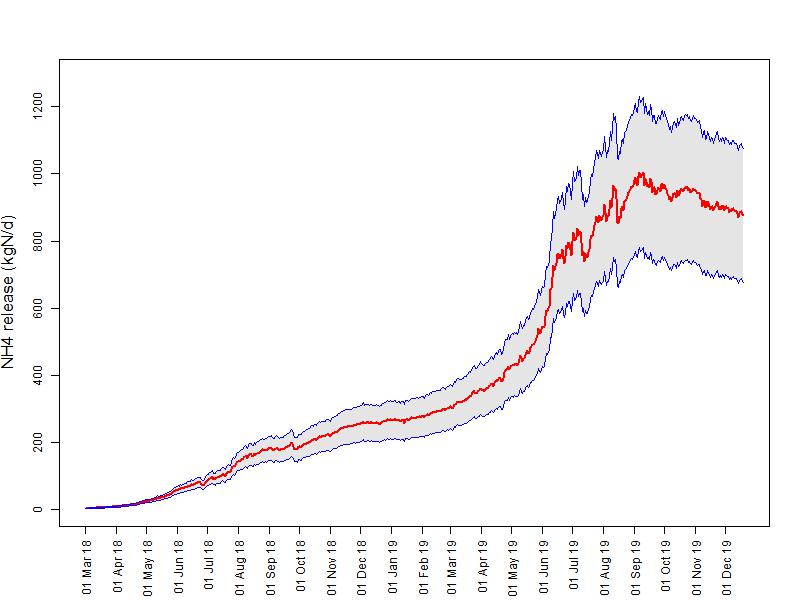 NH4 release (kgN/d)
1200
1000
800
600
400
200
0
01 Mar 18
01 Apr 18
01 May 18
01 Jun 18
01 Jul 18
01 Aug 18
01 Sep 18
01 Oct 18
01 Nov 18
01 Dec 18
01 Jan 19
01 Feb 19
01 Mar 19
01 Apr 19
01 May 19
01 Jun 19
01 Jul 19
01 Aug 19
01 Sep 19
01 Oct 19
01 Nov 19
01 Dec 19